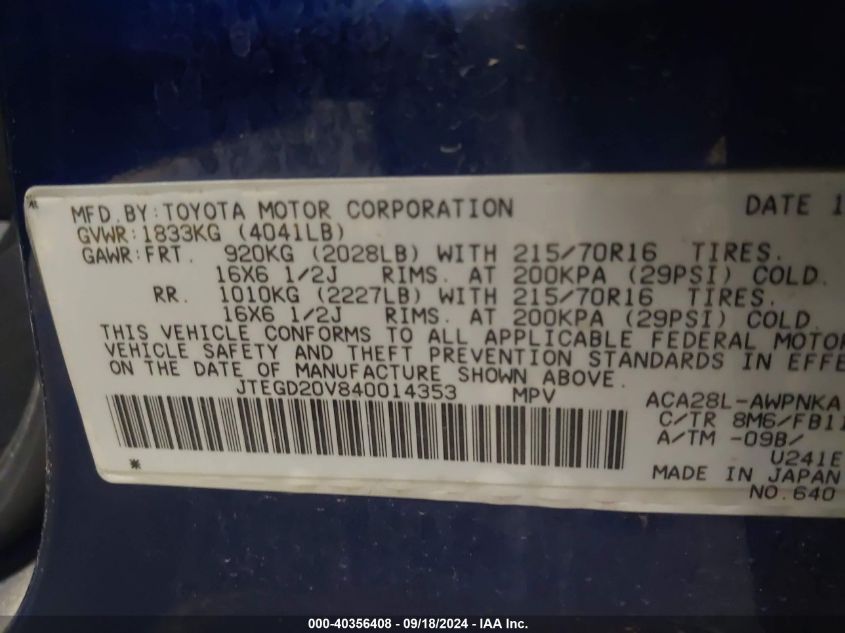 MFD.BY:TOYOTA MOTOR CORPORATION DATE 1
GVWR:1833KG (4041LB)
GAWR:FRT. 920KG (2028LB) WITH 215/70R16 TIRES.
16X6 1/2J RIMS. AT 200KPA (29PSI) COLD.
RR. 1010KG (2227LB) WITH 215/70R16 TIRES.
16X6 1/2J RIMS. AT 200KPA (29PSI) COLD.
THIS VEHICLE CONFORMS TO ALL APPLICABLE FEDERAL MOTOR
VEHICLE SAFETY AND THEFT PREVENTION STANDARDS IN EFFE
ON THE DATE OF MANUFACTURE SHOWN ABOVE.
JTEGD20V840014353 MPV ACA28L-AWPNKA
C/TR 8M6/FB11
A/TM -09B/
U241E
MADE IN JAPAN
NO.640
000-40356408 - 09/18/2024 - IAA Inc.